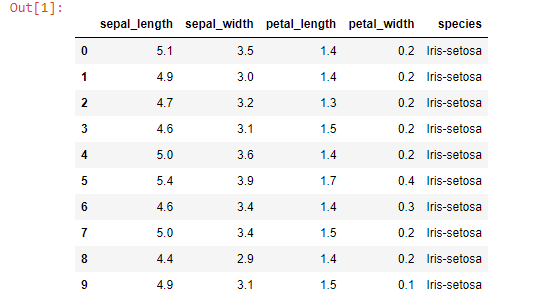 Out[1]:
sepal_length sepal_width petal_length petal_width species
0 5.1 3.5 1.4 0.2 Iris-setosa
1 4.9 3.0 1.4 0.2 Iris-setosa
2 4.7 3.2 1.3 0.2 Iris-setosa
3 4.6 3.1 1.5 0.2 Iris-setosa
4 5.0 3.6 1.4 0.2 Iris-setosa
5 5.4 3.9 1.7 0.4 Iris-setosa
6 4.6 3.4 1.4 0.3 Iris-setosa
7 5.0 3.4 1.5 0.2 Iris-setosa
8 4.4 2.9 1.4 0.2 Iris-setosa
9 4.9 3.1 1.5 0.1 Iris-setosa